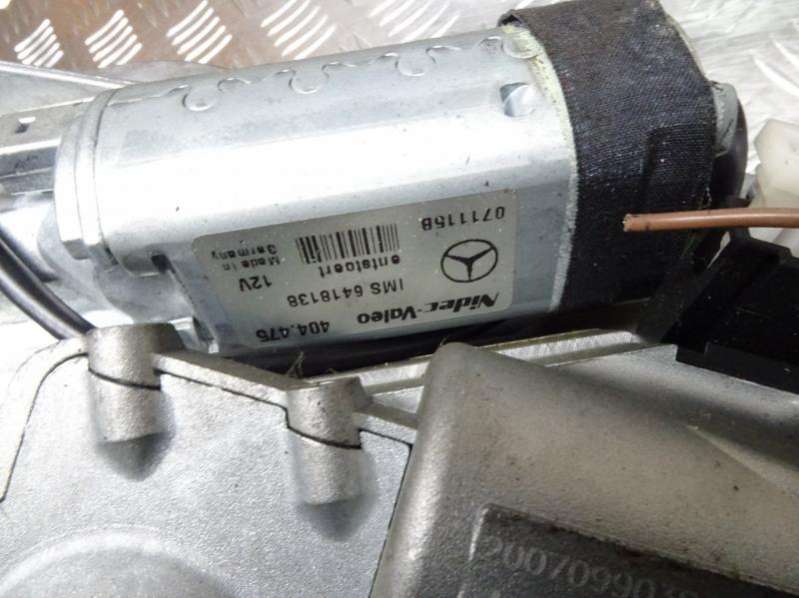 Nidec-Valeo 404.475
IMS 6418138
entstoert 12V
Made in
Germany
071115B